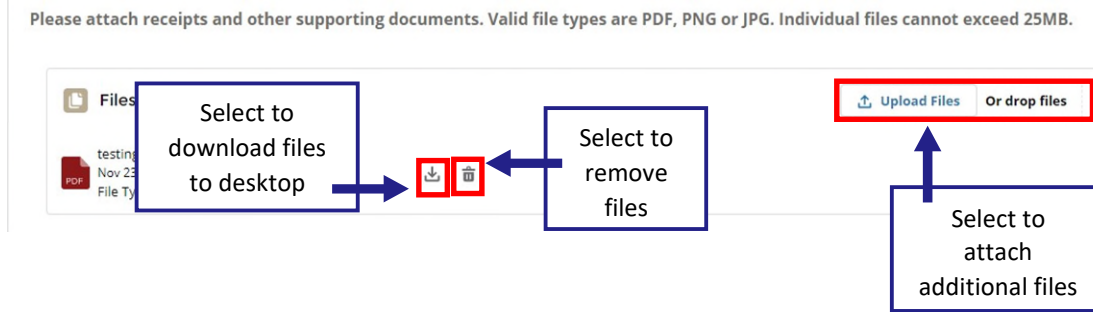 Please attach receipts and other supporting documents. Valid file types are PDF, PNG or JPG. Individual files cannot exceed 25MB.
Files
Select to
download files
to desktop
Select to
remove
files
Upload Files Or drop files
testing
Nov 23
File Ty
PDF
Select to
attach
additional files